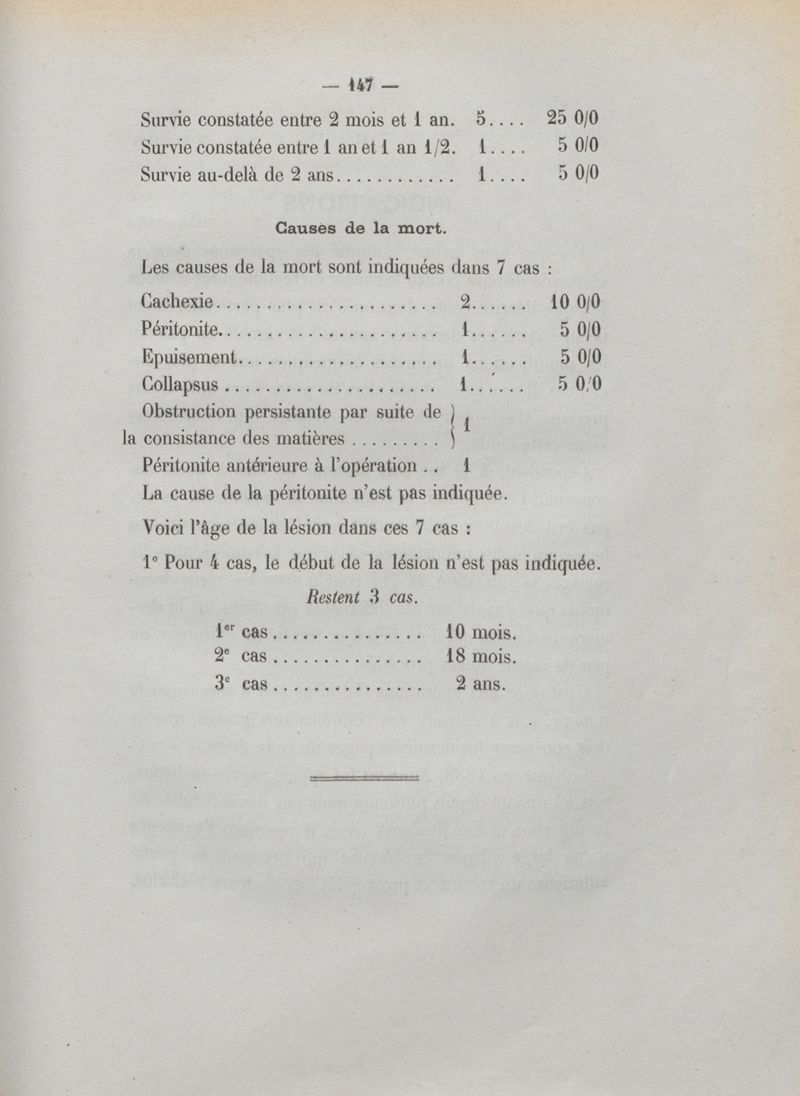 — 147 —
Survie constatée entre 2 mois et 1 an. 5.... 25 0/0
Survie constatée entre 1 an et 1 an 1/2. 1.... 5 0/0
Survie au-delà de 2 ans............ 1.... 5 0/0
Causes de la mort.
Les causes de la mort sont indiquées dans 7 cas :
Cachexie...................... 2...... 10 0/0
Péritonite...................... 1...... 5 0/0
Epuisement.................... 1...... 5 0/0
Collapsus ..................... 1...... 5 0/0
Obstruction persistante par suite de } 1
la consistance des matières .........
Péritonite antérieure à l'opération .. 1
La cause de la péritonite n'est pas indiquée.
Voici l'âge de la lésion dans ces 7 cas :
1° Pour 4 cas, le début de la lésion n'est pas indiquée.
Restent 3 cas.
1er cas............... 10 mois.
2e cas............... 18 mois.
3e cas............... 2 ans.